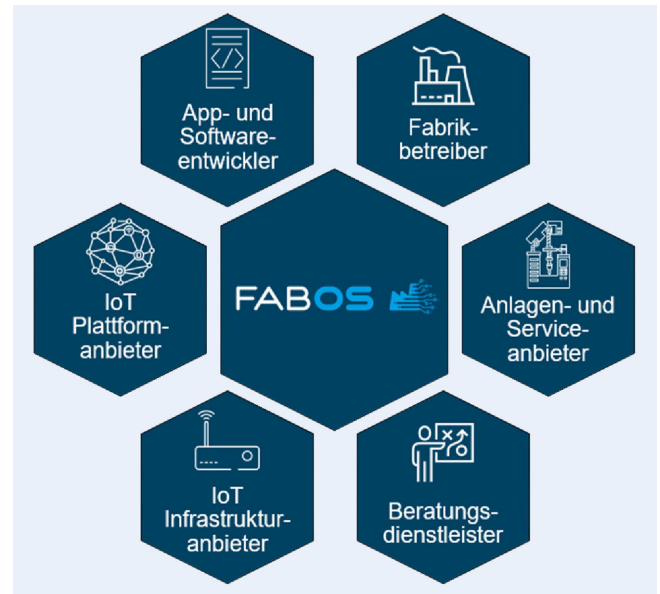 App- und
Software-
entwickler
Fabrik-
betreiber
IoT
Plattform-
anbieter
FABOS
Anlagen- und
Service-
anbieter
IoT
Infrastruktur-
anbieter
Beratungs-
dienstleister